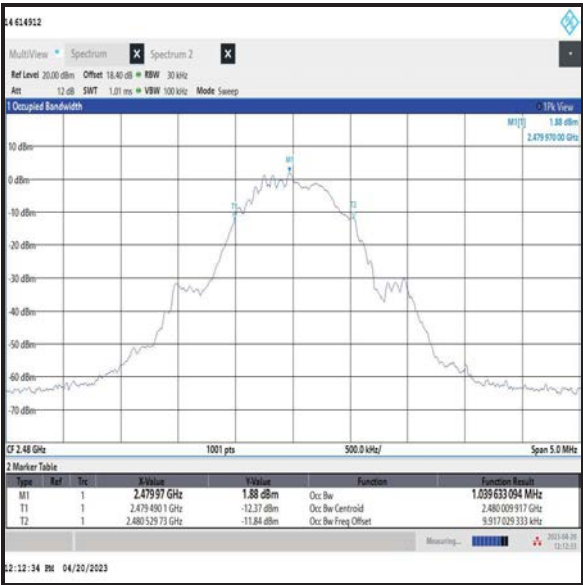 14 614912
MultiView Spectrum X Spectrum 2 X
Ref Level 20.00 dBm Offset 18.40 dB RBW 30 kHz
Att 12 dB SWT 1.01 ms VBW 100 kHz Mode Sweep
1 Occupied Bandwidth 1Pk View
M1[1] 1.88 dBm
2.479 970 00 GHz
10 dBm
M1
0 dBm
T1 T2
-10 dBm
-20 dBm
-30 dBm
-40 dBm
-50 dBm
-60 dBm
-70 dBm
CF 2.48 GHz 1001 pts 500.0 kHz/ Span 5.0 MHz
2 Marker Table
Type Ref Trc X-Value Y-Value Function Function Result
M1 1 2.479 97 GHz 1.88 dBm Occ Bw 1.039 633 094 MHz
T1 1 2.479 490 1 GHz -12.37 dBm Occ Bw Centroid 2.480 009 917 GHz
T2 1 2.480 529 73 GHz -11.84 dBm Occ Bw Freq Offset 9.917 029 333 kHz
Measuring... 2023-04-20
12:12:33
12:12:34 PM 04/20/2023